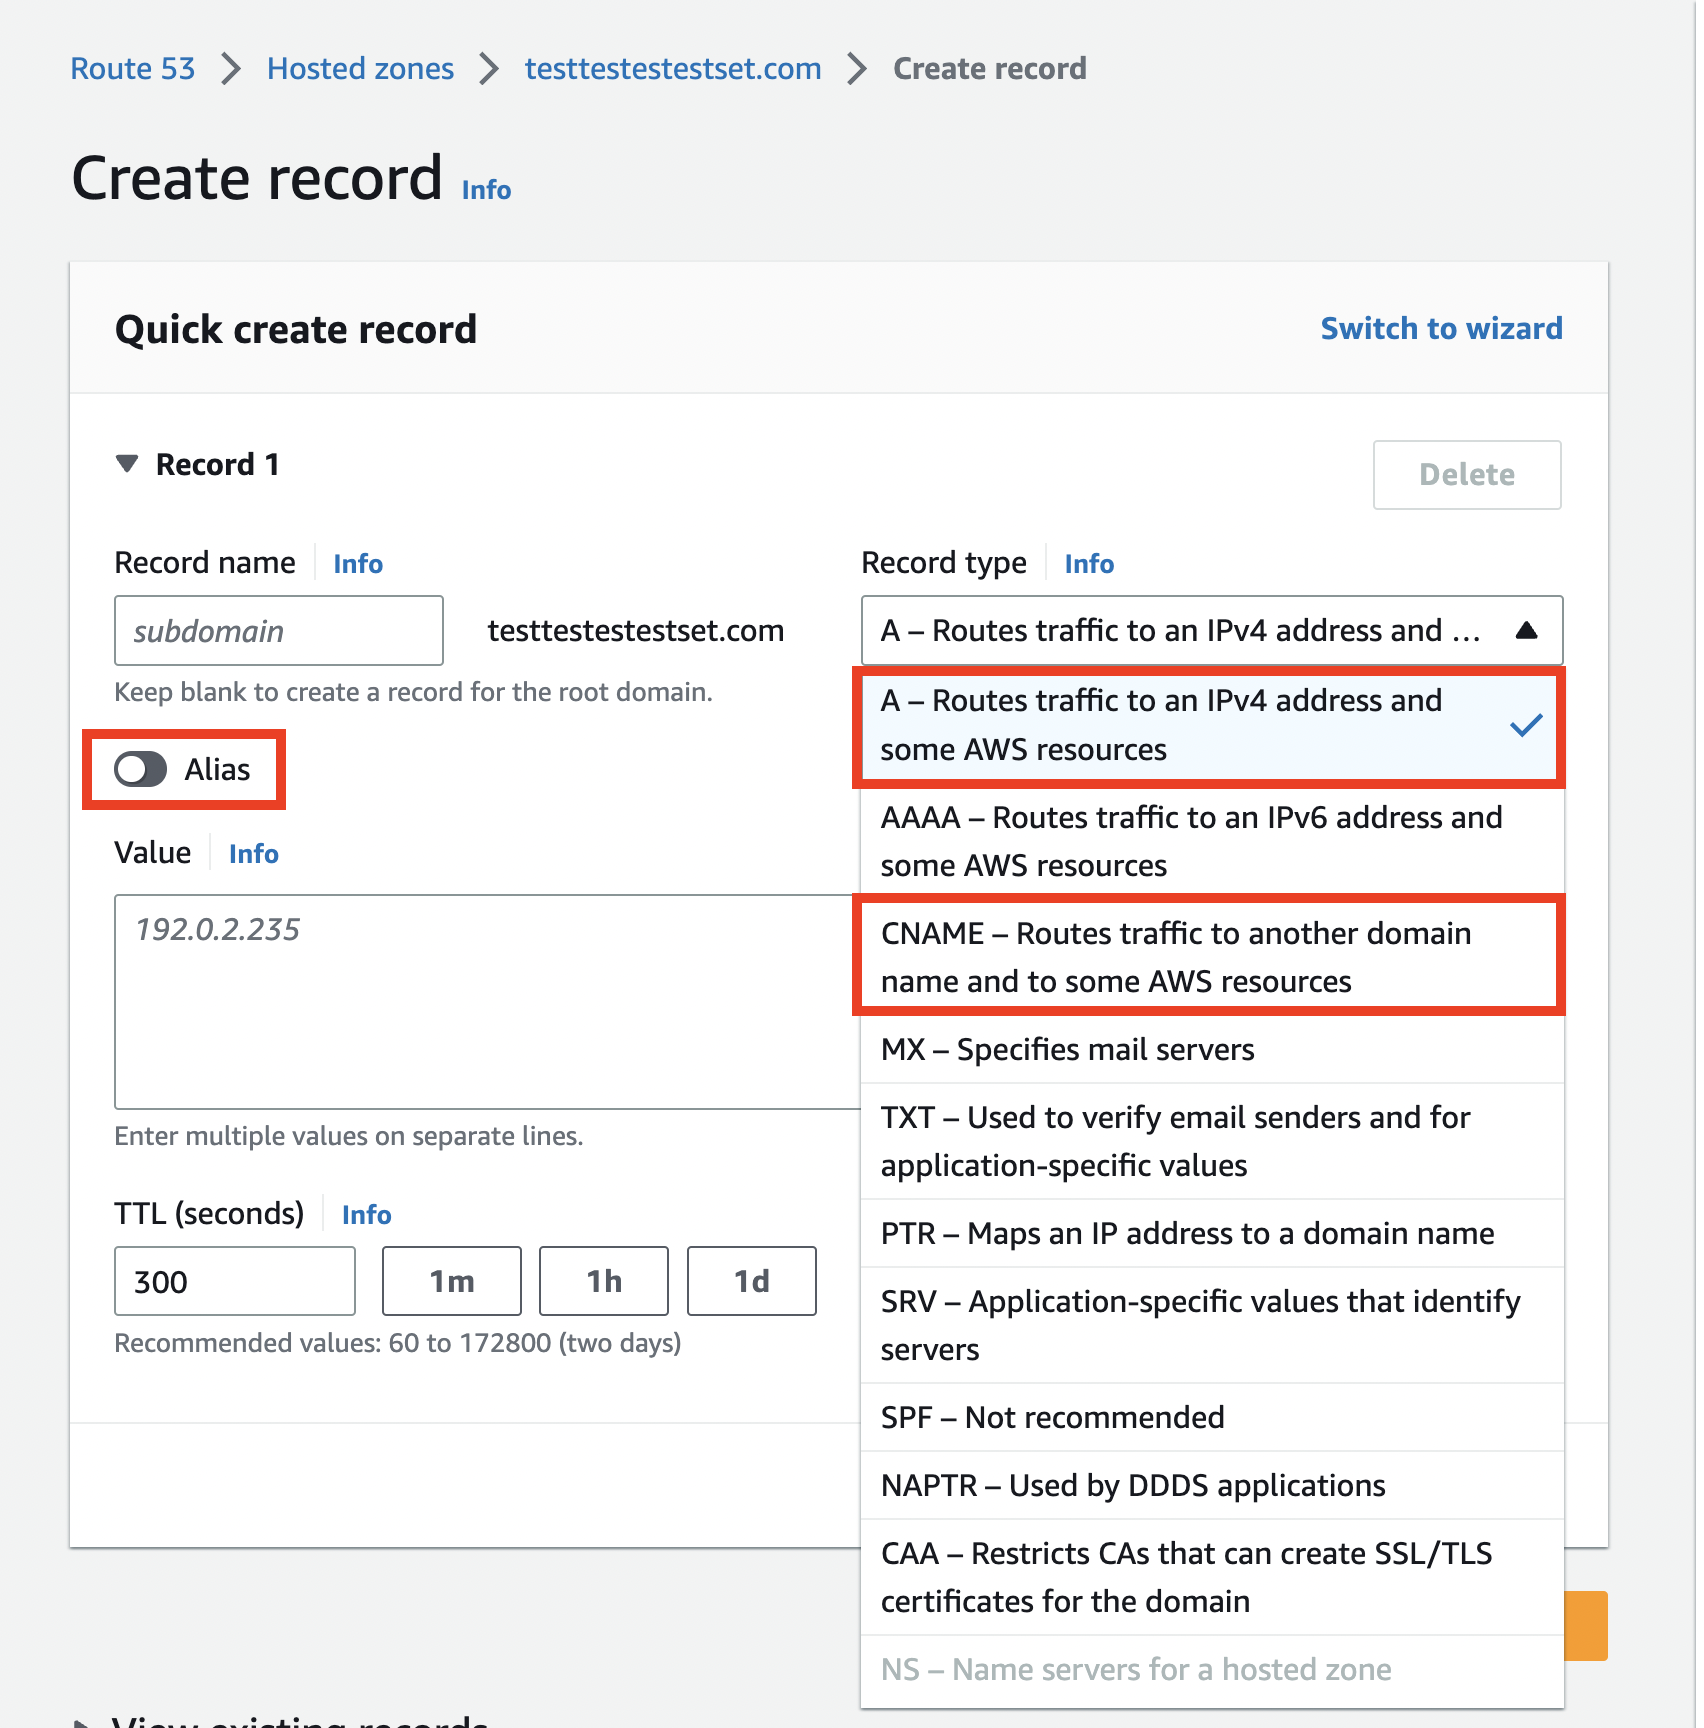 Route 53 > Hosted zones > testtestestestset.com > Create record
Create record Info
Quick create record
Switch to wizard
Record 1
Delete
Record name Info
subdomain
testtestestestset.com
Keep blank to create a record for the root domain.
Alias
Value Info
192.0.2.235
Enter multiple values on separate lines.
TTL (seconds) Info
300
1m
1h
1d
Recommended values: 60 to 172800 (two days)
Record type Info
A – Routes traffic to an IPv4 address and ...
A – Routes traffic to an IPv4 address and
some AWS resources
AAAA – Routes traffic to an IPv6 address and
some AWS resources
CNAME – Routes traffic to another domain
name and to some AWS resources
MX – Specifies mail servers
TXT – Used to verify email senders and for
application-specific values
PTR – Maps an IP address to a domain name
SRV – Application-specific values that identify
servers
SPF – Not recommended
NAPTR – Used by DDDS applications
CAA – Restricts CAs that can create SSL/TLS
certificates for the domain
NS – Name servers for a hosted zone
View existing records